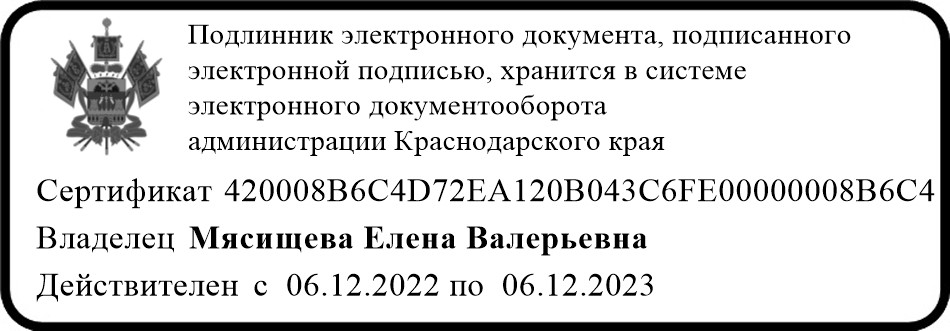 Подлинник электронного документа, подписанного
электронной подписью, хранится в системе
электронного документооборота
администрации Краснодарского края
Сертификат 420008B6C4D72EA120B043C6FE00000008B6C4
Владелец Мясищева Елена Валерьевна
Действителен с 06.12.2022 по 06.12.2023